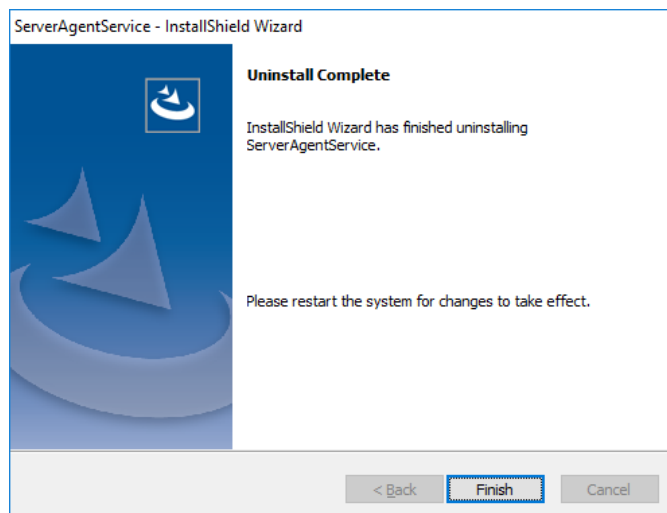 ServerAgentService - InstallShield Wizard
Uninstall Complete
InstallShield Wizard has finished uninstalling
ServerAgentService.
Please restart the system for changes to take effect.
< Back
Finish
Cancel